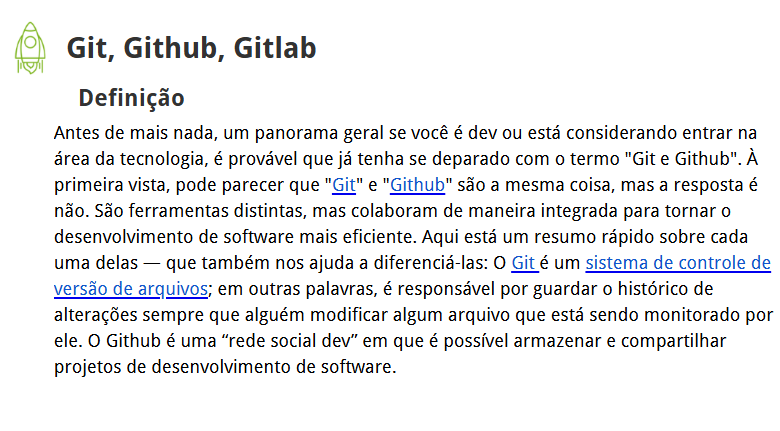 Git, Github, Gitlab
Definição
Antes de mais nada, um panorama geral se você é dev ou está considerando entrar na
área da tecnologia, é provável que já tenha se deparado com o termo "Git e Github". À
primeira vista, pode parecer que "Git" e "Github" são a mesma coisa, mas a resposta é
não. São ferramentas distintas, mas colaboram de maneira integrada para tornar o
desenvolvimento de software mais eficiente. Aqui está um resumo rápido sobre cada
uma delas — que também nos ajuda a diferenciá-las: O Git é um sistema de controle de
versão de arquivos; em outras palavras, é responsável por guardar o histórico de
alterações sempre que alguém modificar algum arquivo que está sendo monitorado por
ele. O Github é uma “rede social dev” em que é possível armazenar e compartilhar
projetos de desenvolvimento de software.